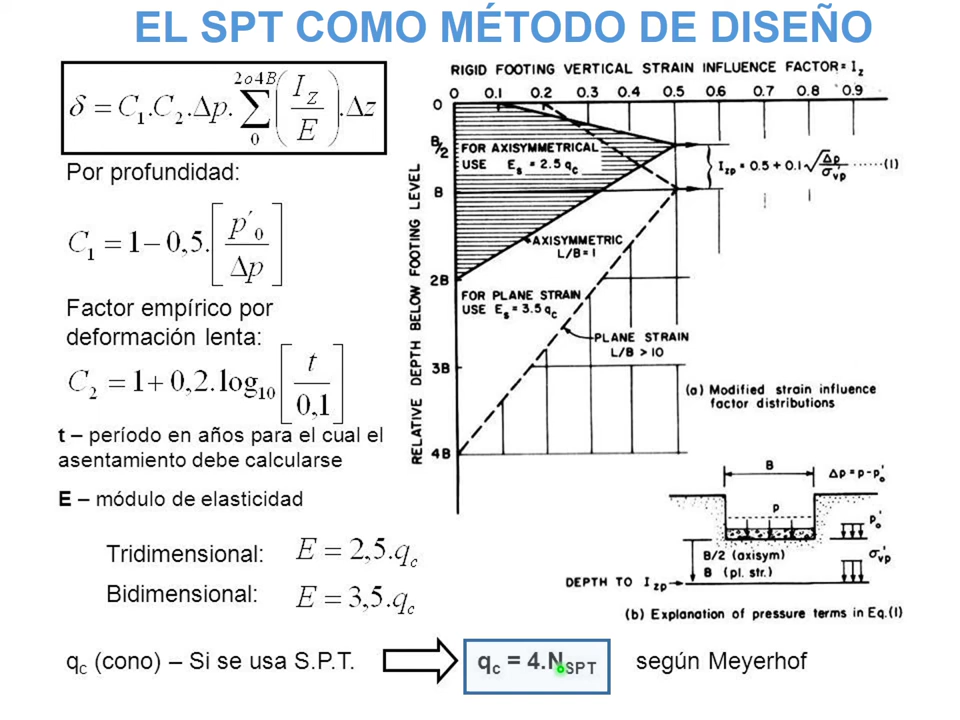 EL SPT COMO MÉTODO DE DISEÑO
δ = C₁.C₂.Δp.∑₀^(2o4B)(I_Z/E).Δz
Por profundidad:
C₁ = 1 − 0,5.[p'₀/Δp]
Factor empírico por
deformación lenta:
C₂ = 1 + 0,2.log₁₀[t/0,1]
t – período en años para el cual el
asentamiento debe calcularse
E – módulo de elasticidad
Tridimensional: E = 2,5.q_c
Bidimensional: E = 3,5.q_c
q_c (cono) – Si se usa S.P.T.
q_c = 4.N_SPT
según Meyerhof
RIGID FOOTING VERTICAL STRAIN INFLUENCE FACTOR = I_z
0 0.1 0.2 0.3 0.4 0.5 0.6 0.7 0.8 0.9
RELATIVE DEPTH BELOW FOOTING LEVEL
0
B/2
B
2B
3B
4B
FOR AXISYMMETRICAL
USE E_s = 2.5 q_c
I_zp = 0.5 + 0.1 √(Δp/σ'_vp) ······(1)
AXISYMMETRIC
L/B = 1
FOR PLANE STRAIN
USE E_s = 3.5 q_c
PLANE STRAIN
L/B > 10
(a) Modified strain influence
factor distributions
B
Δp = p - p'₀
p
p'₀
B/2 (axisym)
B (pl. str.)
σ'_vp
DEPTH TO I_zp
(b) Explanation of pressure terms in Eq.(1)